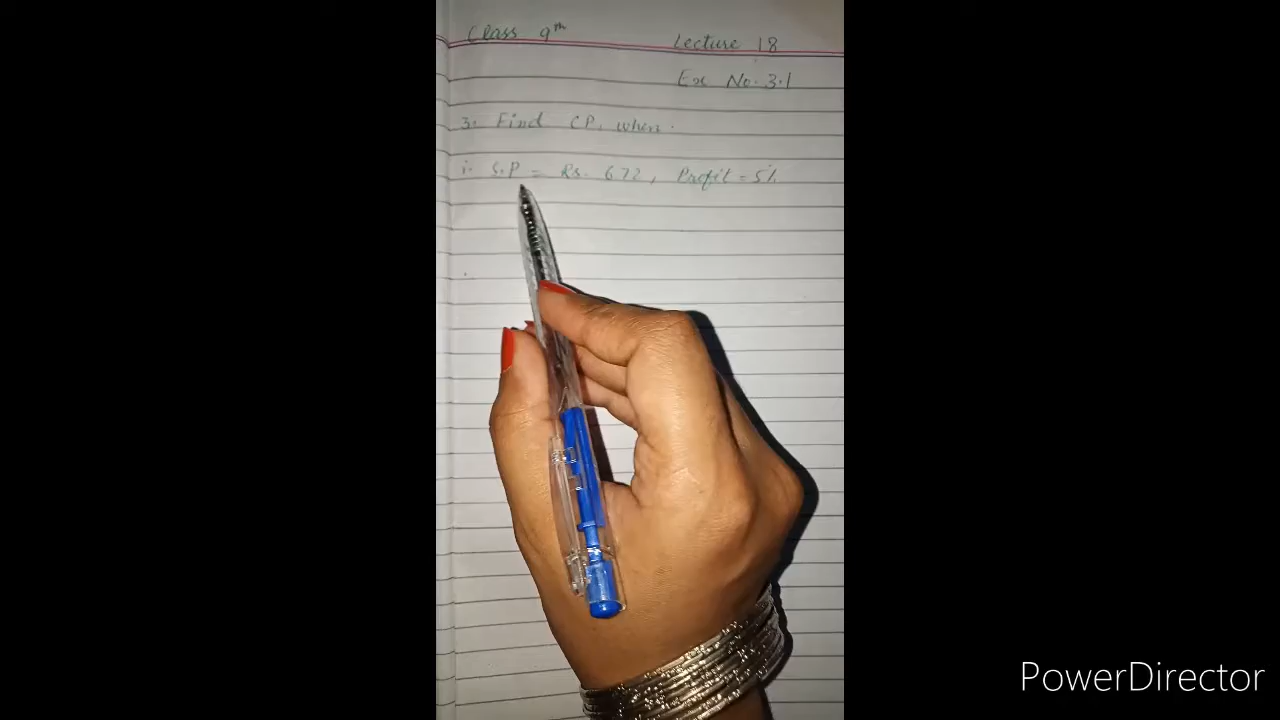 Class 9th
Lecture 18
Ex No. 3.1
3. Find CP, when.
i. S.P = Rs. 672, Profit = 5%
PowerDirector